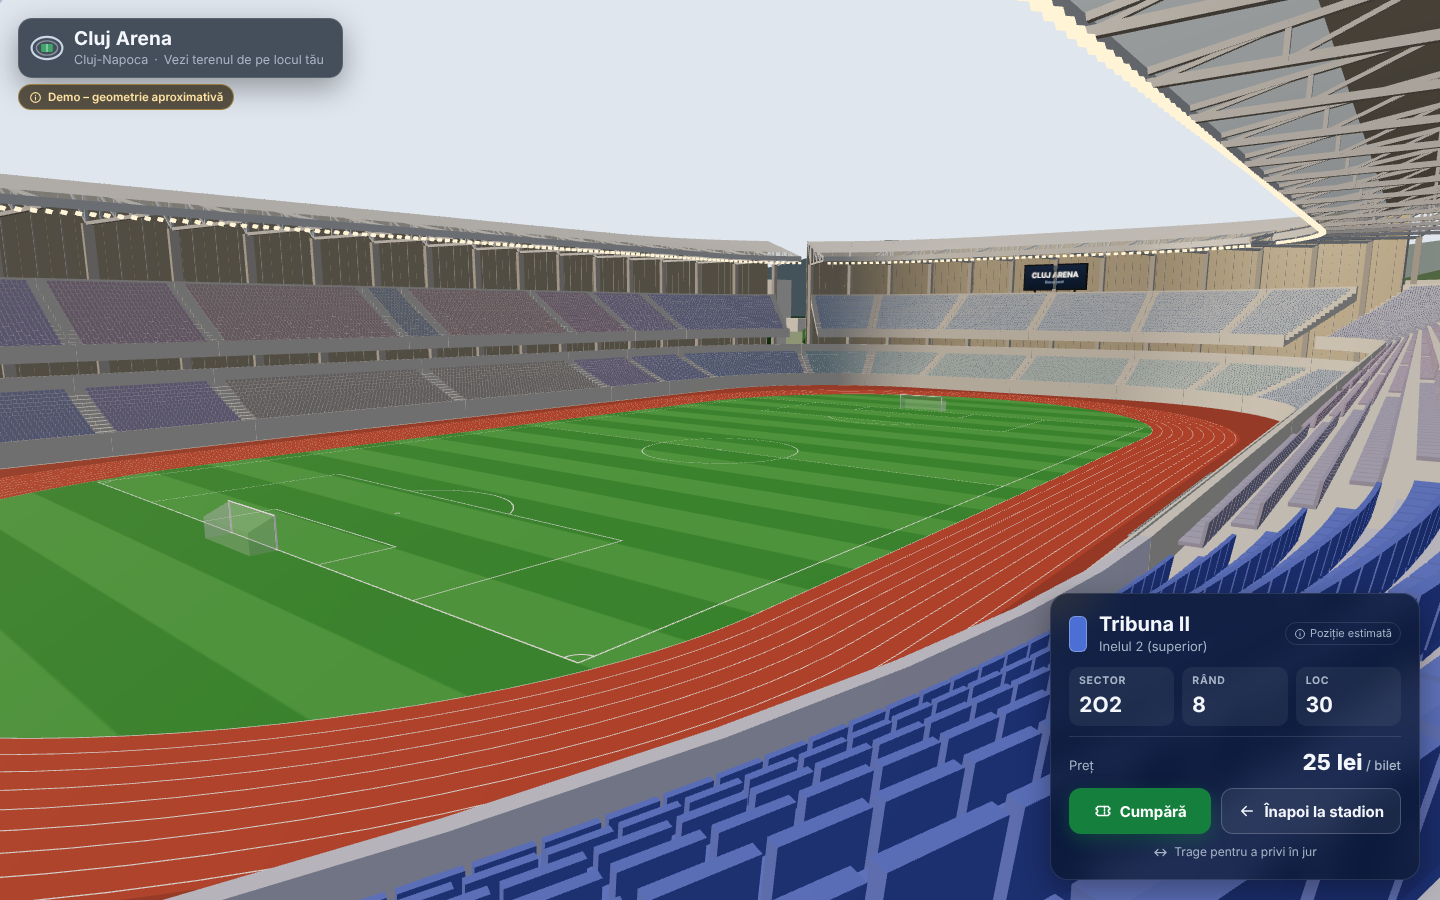 Cluj Arena
Cluj-Napoca · Vezi terenul de pe locul tău
Demo – geometrie aproximativă
CLUJ ARENA
Tribuna II
Inelul 2 (superior)
Poziție estimată
SECTOR
2O2
RÂND
8
LOC
30
Preț
25 lei / bilet
Cumpără
Înapoi la stadion
Trage pentru a privi în jur